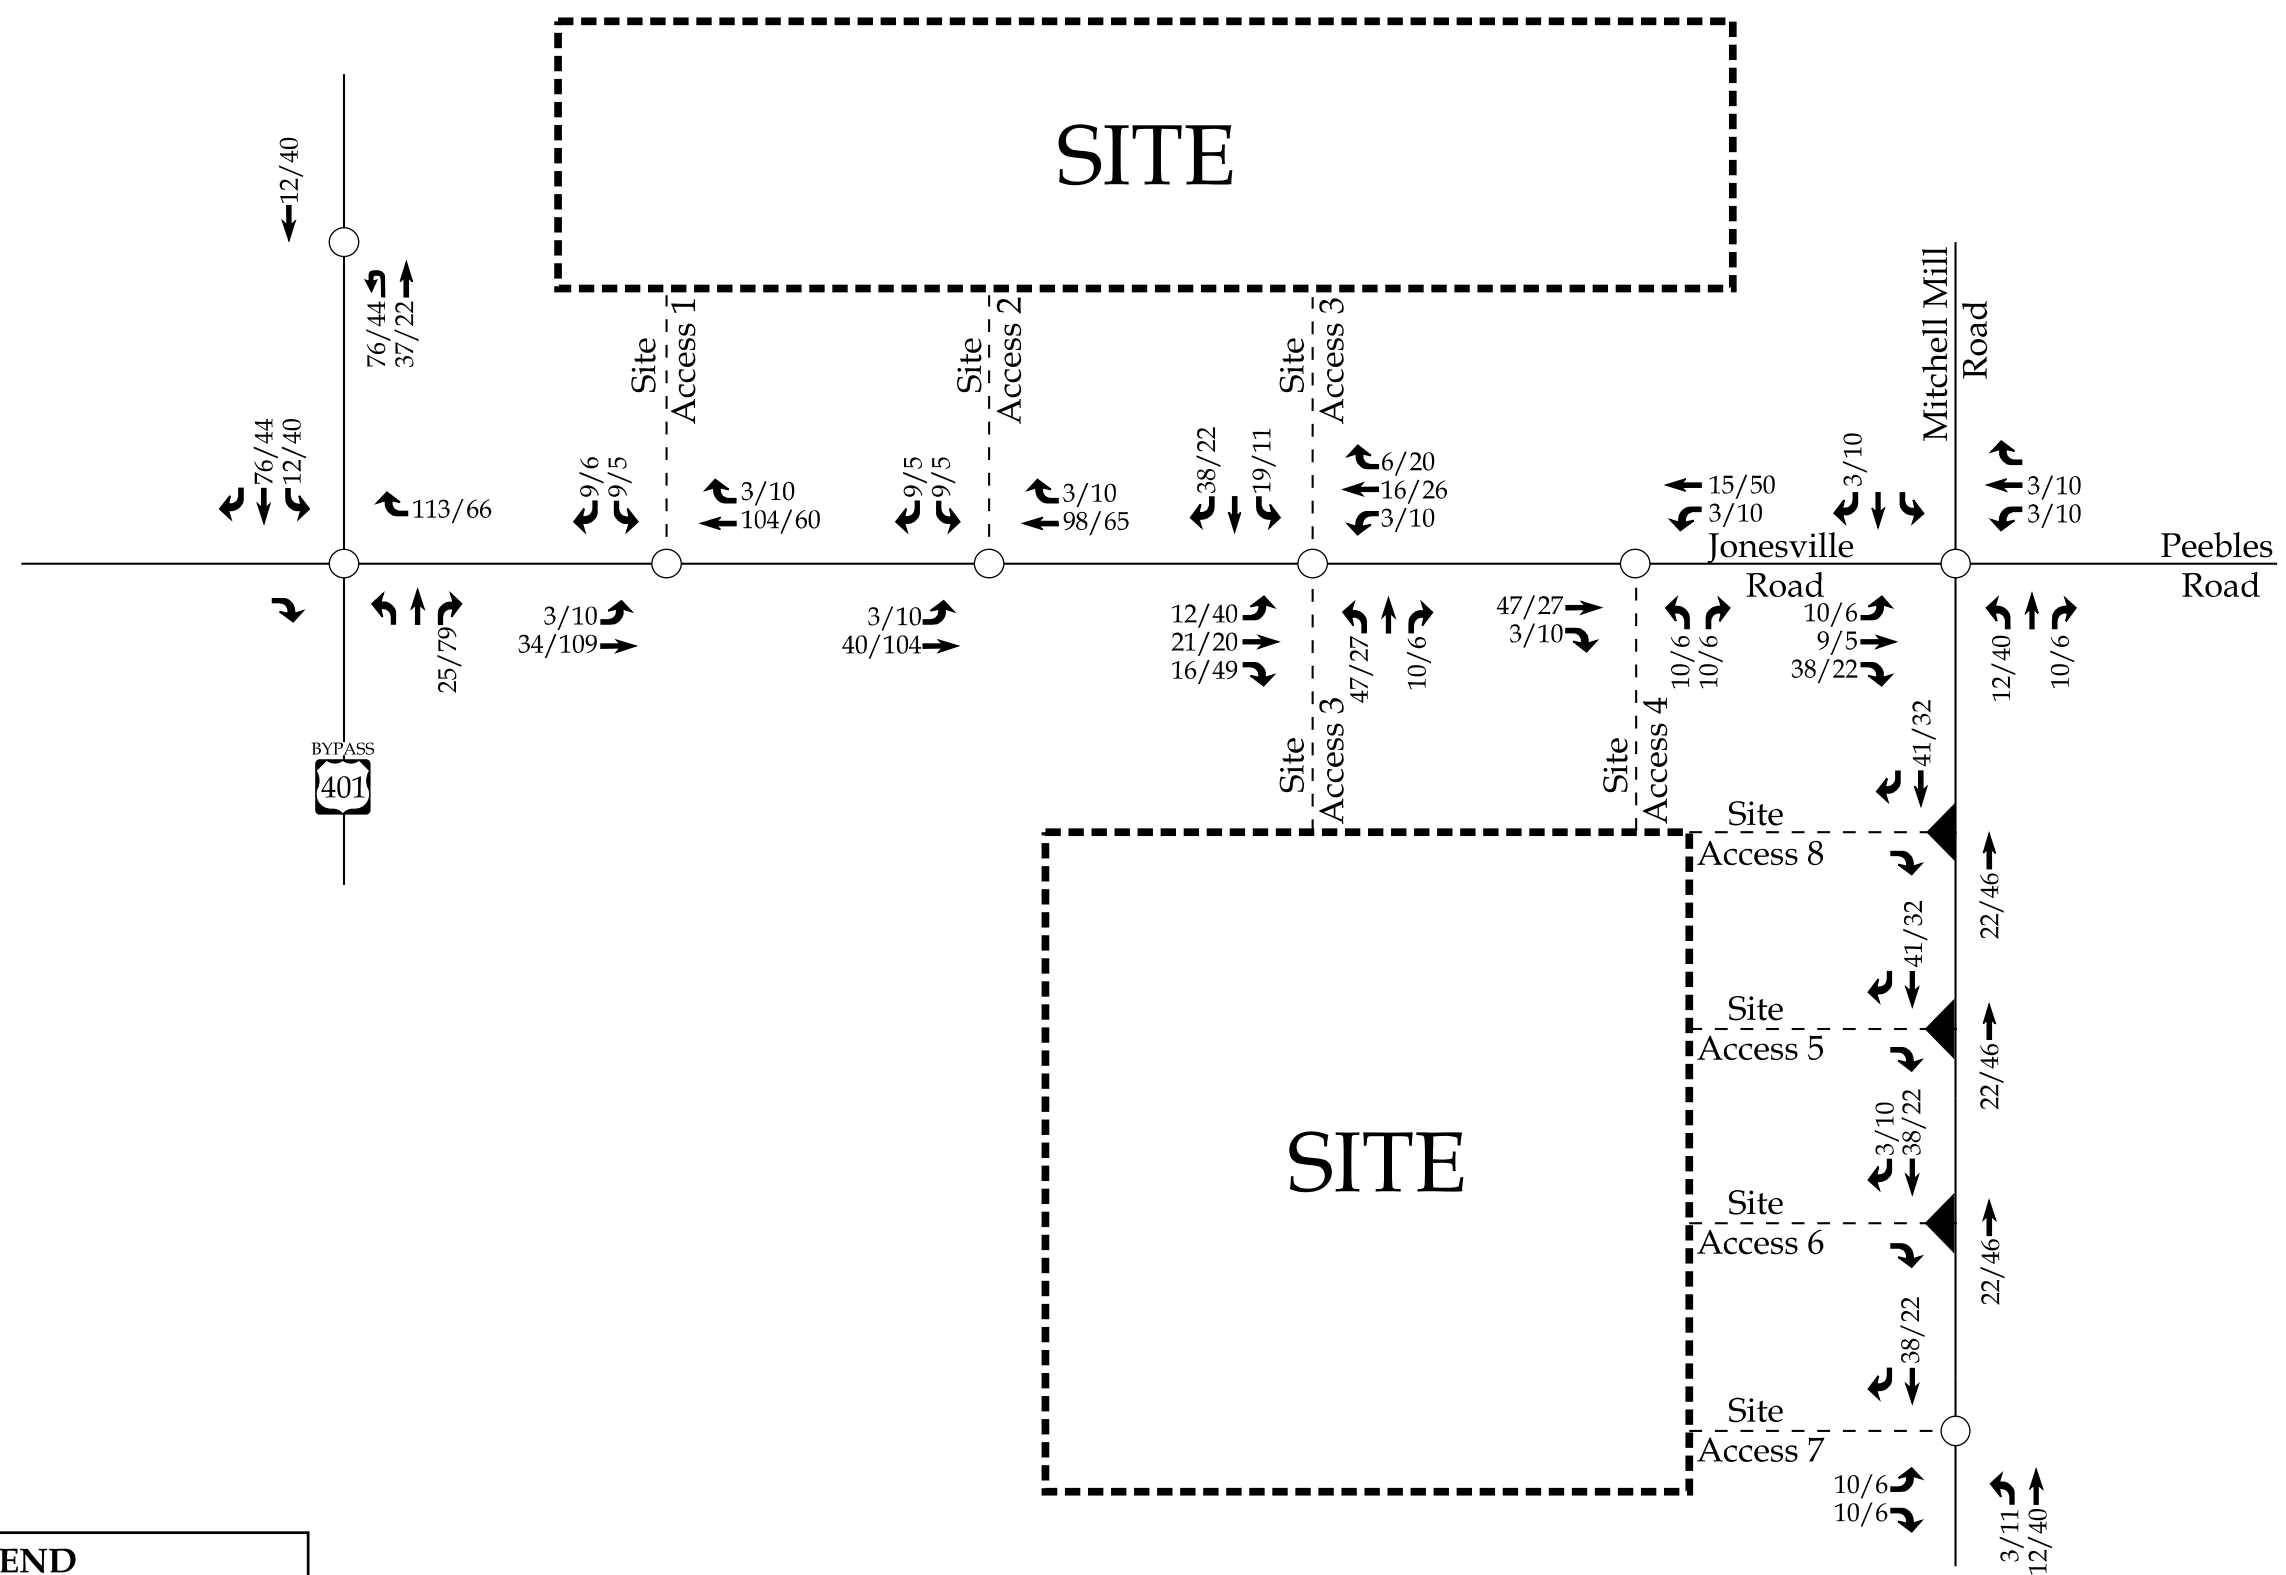 SITE
12/40
76/44
37/22
Site
Access 1
Site
Access 2
Site
Access 3
Mitchell Mill
Road
76/44
12/40
113/66
9/6
9/5
3/10
104/60
9/5
9/5
3/10
98/65
38/22
19/11
6/20
16/26
3/10
15/50
3/10
3/10
3/10
3/10
Jonesville
Road
Peebles
Road
25/79
3/10
34/109
3/10
40/104
12/40
21/20
16/49
47/27
10/6
47/27
3/10
10/6
10/6
10/6
9/5
38/22
12/40
10/6
BYPASS
401
Site
Access 3
Site
Access 4
41/32
Site
Access 8
22/46
41/32
Site
Access 5
22/46
3/10
38/22
SITE
Site
Access 6
22/46
38/22
Site
Access 7
10/6
10/6
3/11
12/40
END